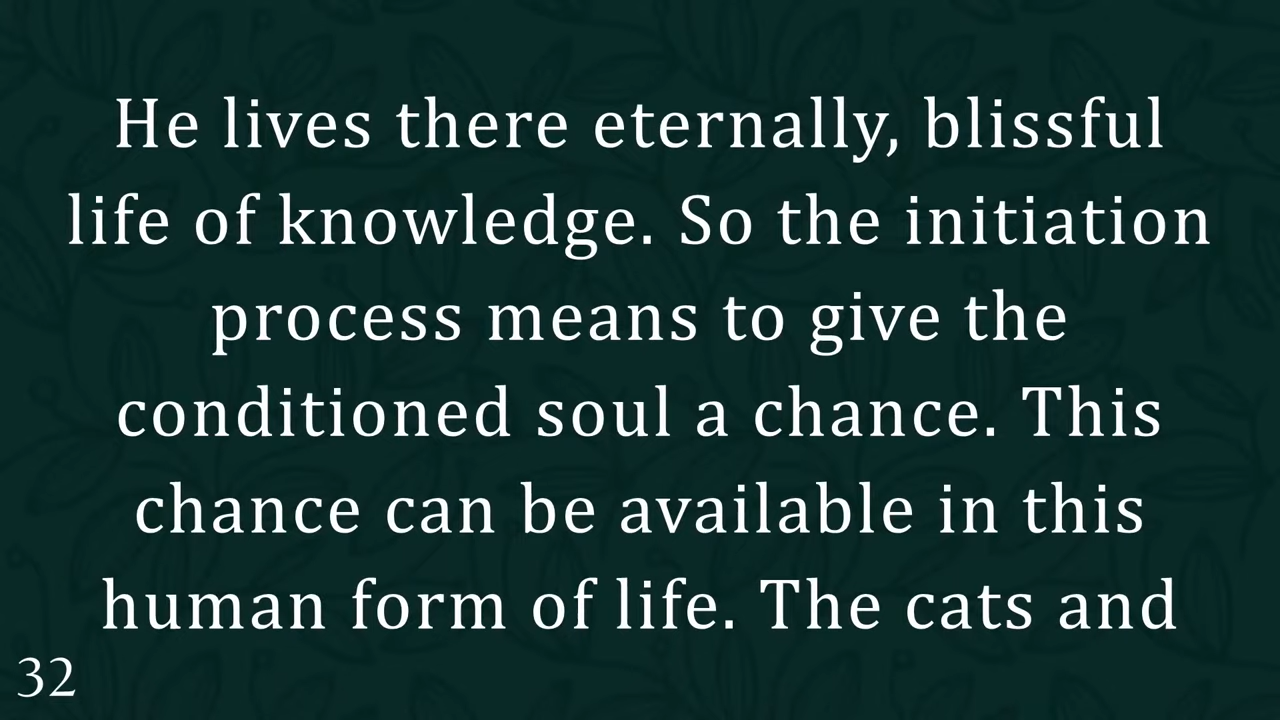 He lives there eternally, blissful
life of knowledge. So the initiation
process means to give the
conditioned soul a chance. This
chance can be available in this
human form of life. The cats and
32